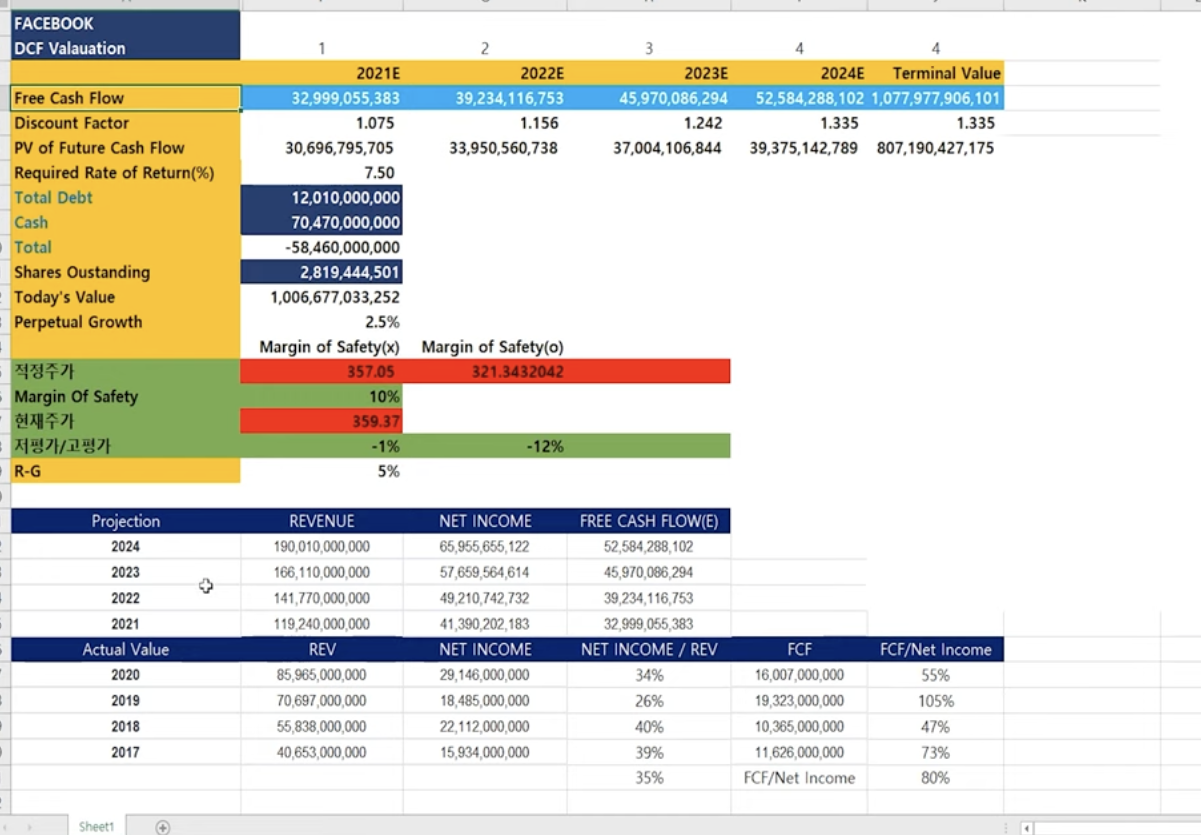 FACEBOOK
DCF Valauation 1 2 3 4 4
2021E 2022E 2023E 2024E Terminal Value
Free Cash Flow 32,999,055,383 39,234,116,753 45,970,086,294 52,584,288,102 1,077,977,906,101
Discount Factor 1.075 1.156 1.242 1.335 1.335
PV of Future Cash Flow 30,696,795,705 33,950,560,738 37,004,106,844 39,375,142,789 807,190,427,175
Required Rate of Return(%) 7.50
Total Debt 12,010,000,000
Cash 70,470,000,000
Total -58,460,000,000
Shares Oustanding 2,819,444,501
Today's Value 1,006,677,033,252
Perpetual Growth 2.5%
Margin of Safety(x) Margin of Safety(o)
적정주가 357.05 321.3432042
Margin Of Safety 10%
현재주가 359.37
저평가/고평가 -1% -12%
R-G 5%
Projection REVENUE NET INCOME FREE CASH FLOW(E)
2024 190,010,000,000 65,955,655,122 52,584,288,102
2023 166,110,000,000 57,659,564,614 45,970,086,294
2022 141,770,000,000 49,210,742,732 39,234,116,753
2021 119,240,000,000 41,390,202,183 32,999,055,383
Actual Value REV NET INCOME NET INCOME / REV FCF FCF/Net Income
2020 85,965,000,000 29,146,000,000 34% 16,007,000,000 55%
2019 70,697,000,000 18,485,000,000 26% 19,323,000,000 105%
2018 55,838,000,000 22,112,000,000 40% 10,365,000,000 47%
2017 40,653,000,000 15,934,000,000 39% 11,626,000,000 73%
35% FCF/Net Income 80%
Sheet1